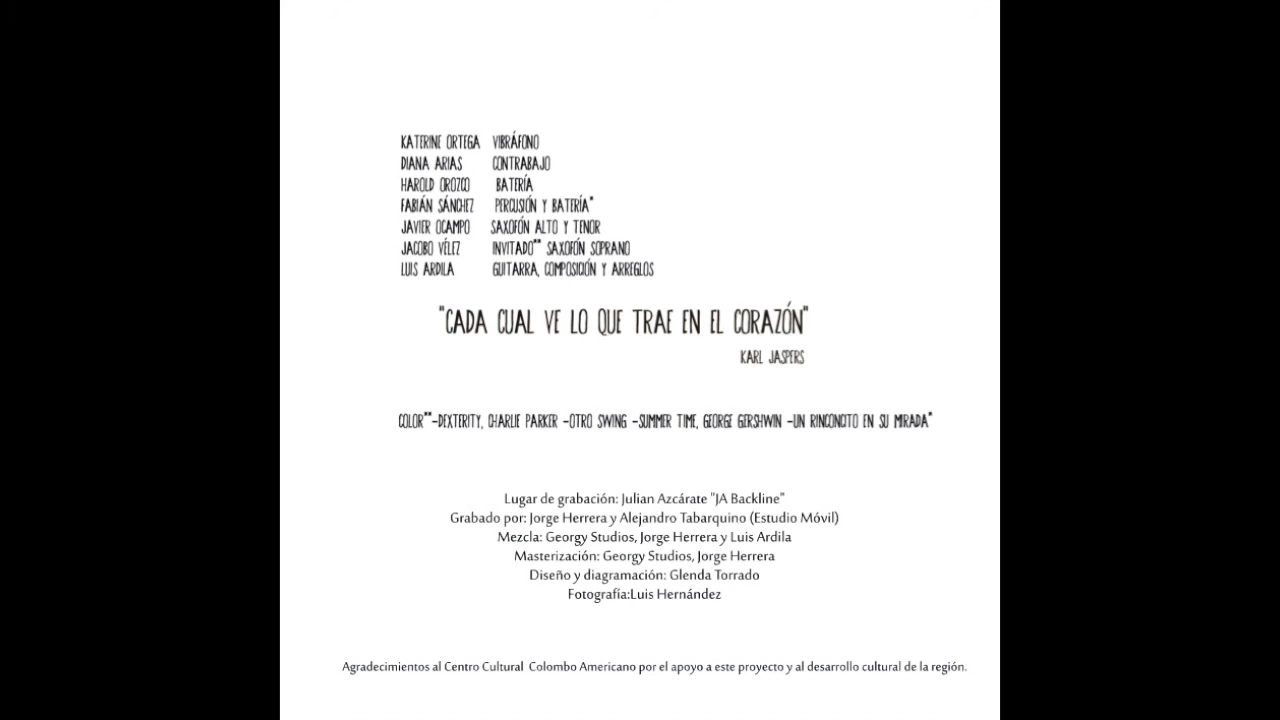 KATERINE ORTEGA VIBRÁFONO
DIANA ARIAS CONTRABAJO
HAROLD OROZCO BATERÍA
FABIÁN SÁNCHEZ PERCUSIÓN Y BATERÍA*
JAVIER OCAMPO SAXOFÓN ALTO Y TENOR
JACOBO VÉLEZ INVITADO** SAXOFÓN SOPRANO
LUIS ARDILA GUITARRA, COMPOSICIÓN Y ARREGLOS
"CADA CUAL VE LO QUE TRAE EN EL CORAZÓN"
KARL JASPERS
COLOR**-DEXTERITY, CHARLIE PARKER -OTRO SWING -SUMMER TIME, GEORGE GERSHWIN -UN RINCONCITO EN SU MIRADA*
Lugar de grabación: Julian Azcárate "JA Backline"
Grabado por: Jorge Herrera y Alejandro Tabarquino (Estudio Móvil)
Mezcla: Georgy Studios, Jorge Herrera y Luis Ardila
Masterización: Georgy Studios, Jorge Herrera
Diseño y diagramación: Glenda Torrado
Fotografía:Luis Hernández
Agradecimientos al Centro Cultural Colombo Americano por el apoyo a este proyecto y al desarrollo cultural de la región.